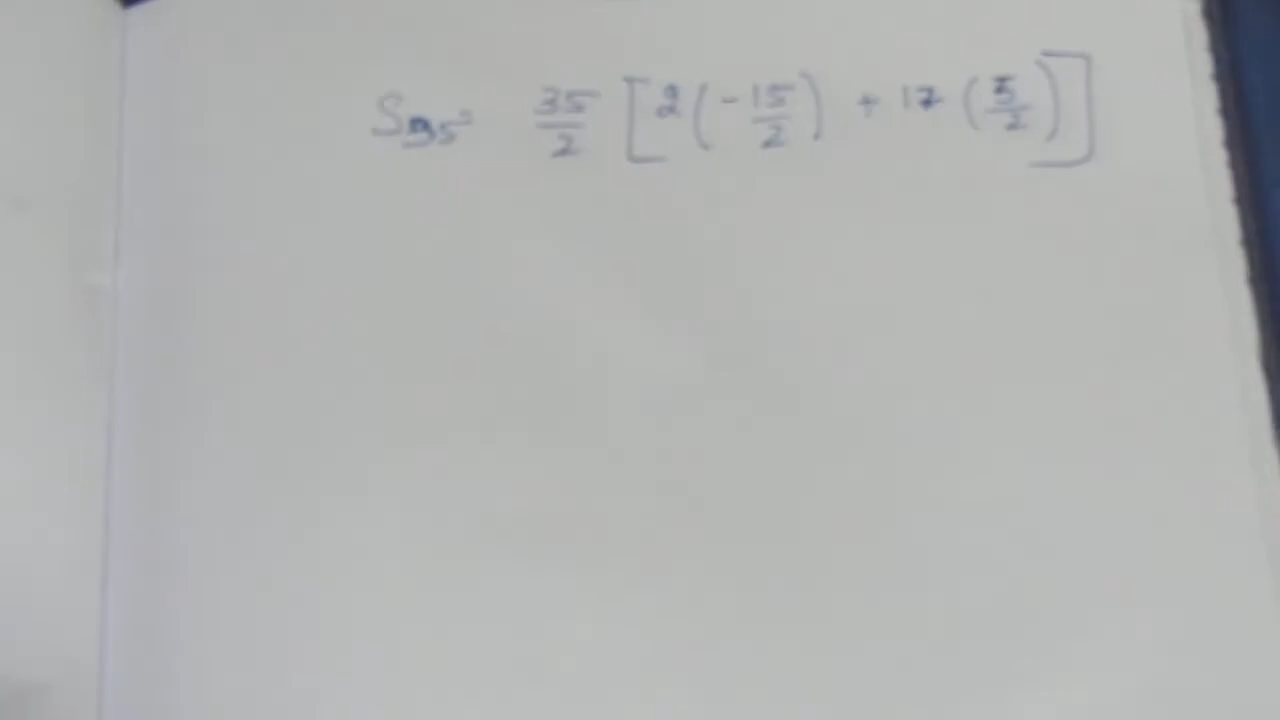 S₃₅ = 35/2 [2(-15/2) + 17 (5/2)]